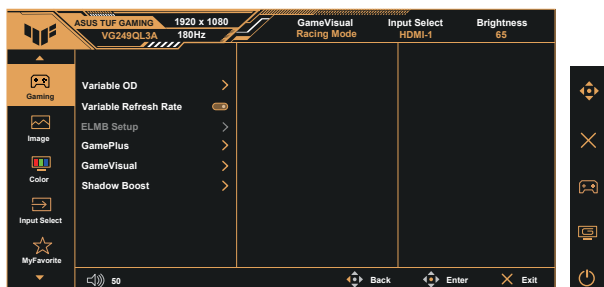 ASUS TUF GAMING 1920 x 1080
VG249QL3A 180Hz
GameVisual
Racing Mode
Input Select
HDMI-1
Brightness
65
Gaming
Image
Color
Input Select
MyFavorite
Variable OD
Variable Refresh Rate
ELMB Setup
GamePlus
GameVisual
Shadow Boost
50
Back
Enter
Exit